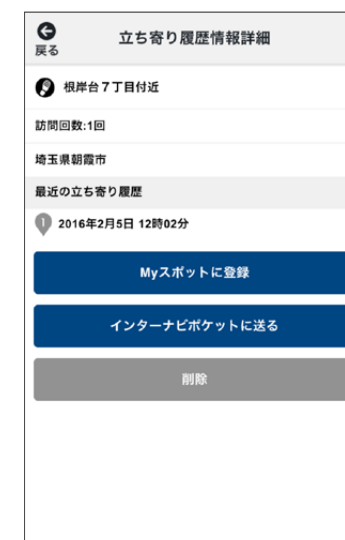 戻る
立ち寄り履歴情報詳細
根岸台７丁目付近
訪問回数:1回
埼玉県朝霞市
最近の立ち寄り履歴
1 2016年2月5日 12時02分
Myスポットに登録
インターナビポケットに送る
削除